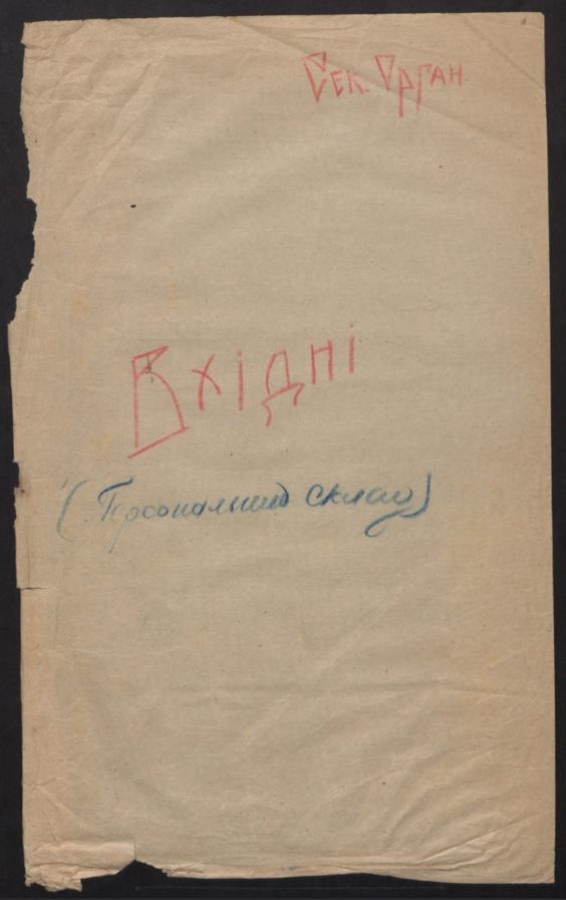 Сек. Орган.
Вхідні
(Персональний склад)